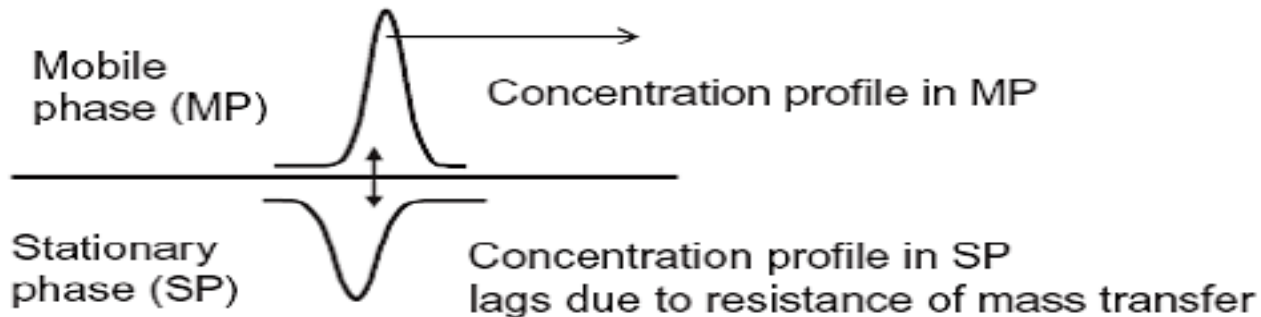 Mobile
phase (MP)
Concentration profile in MP
Stationary
phase (SP)
Concentration profile in SP
lags due to resistance of mass transfer